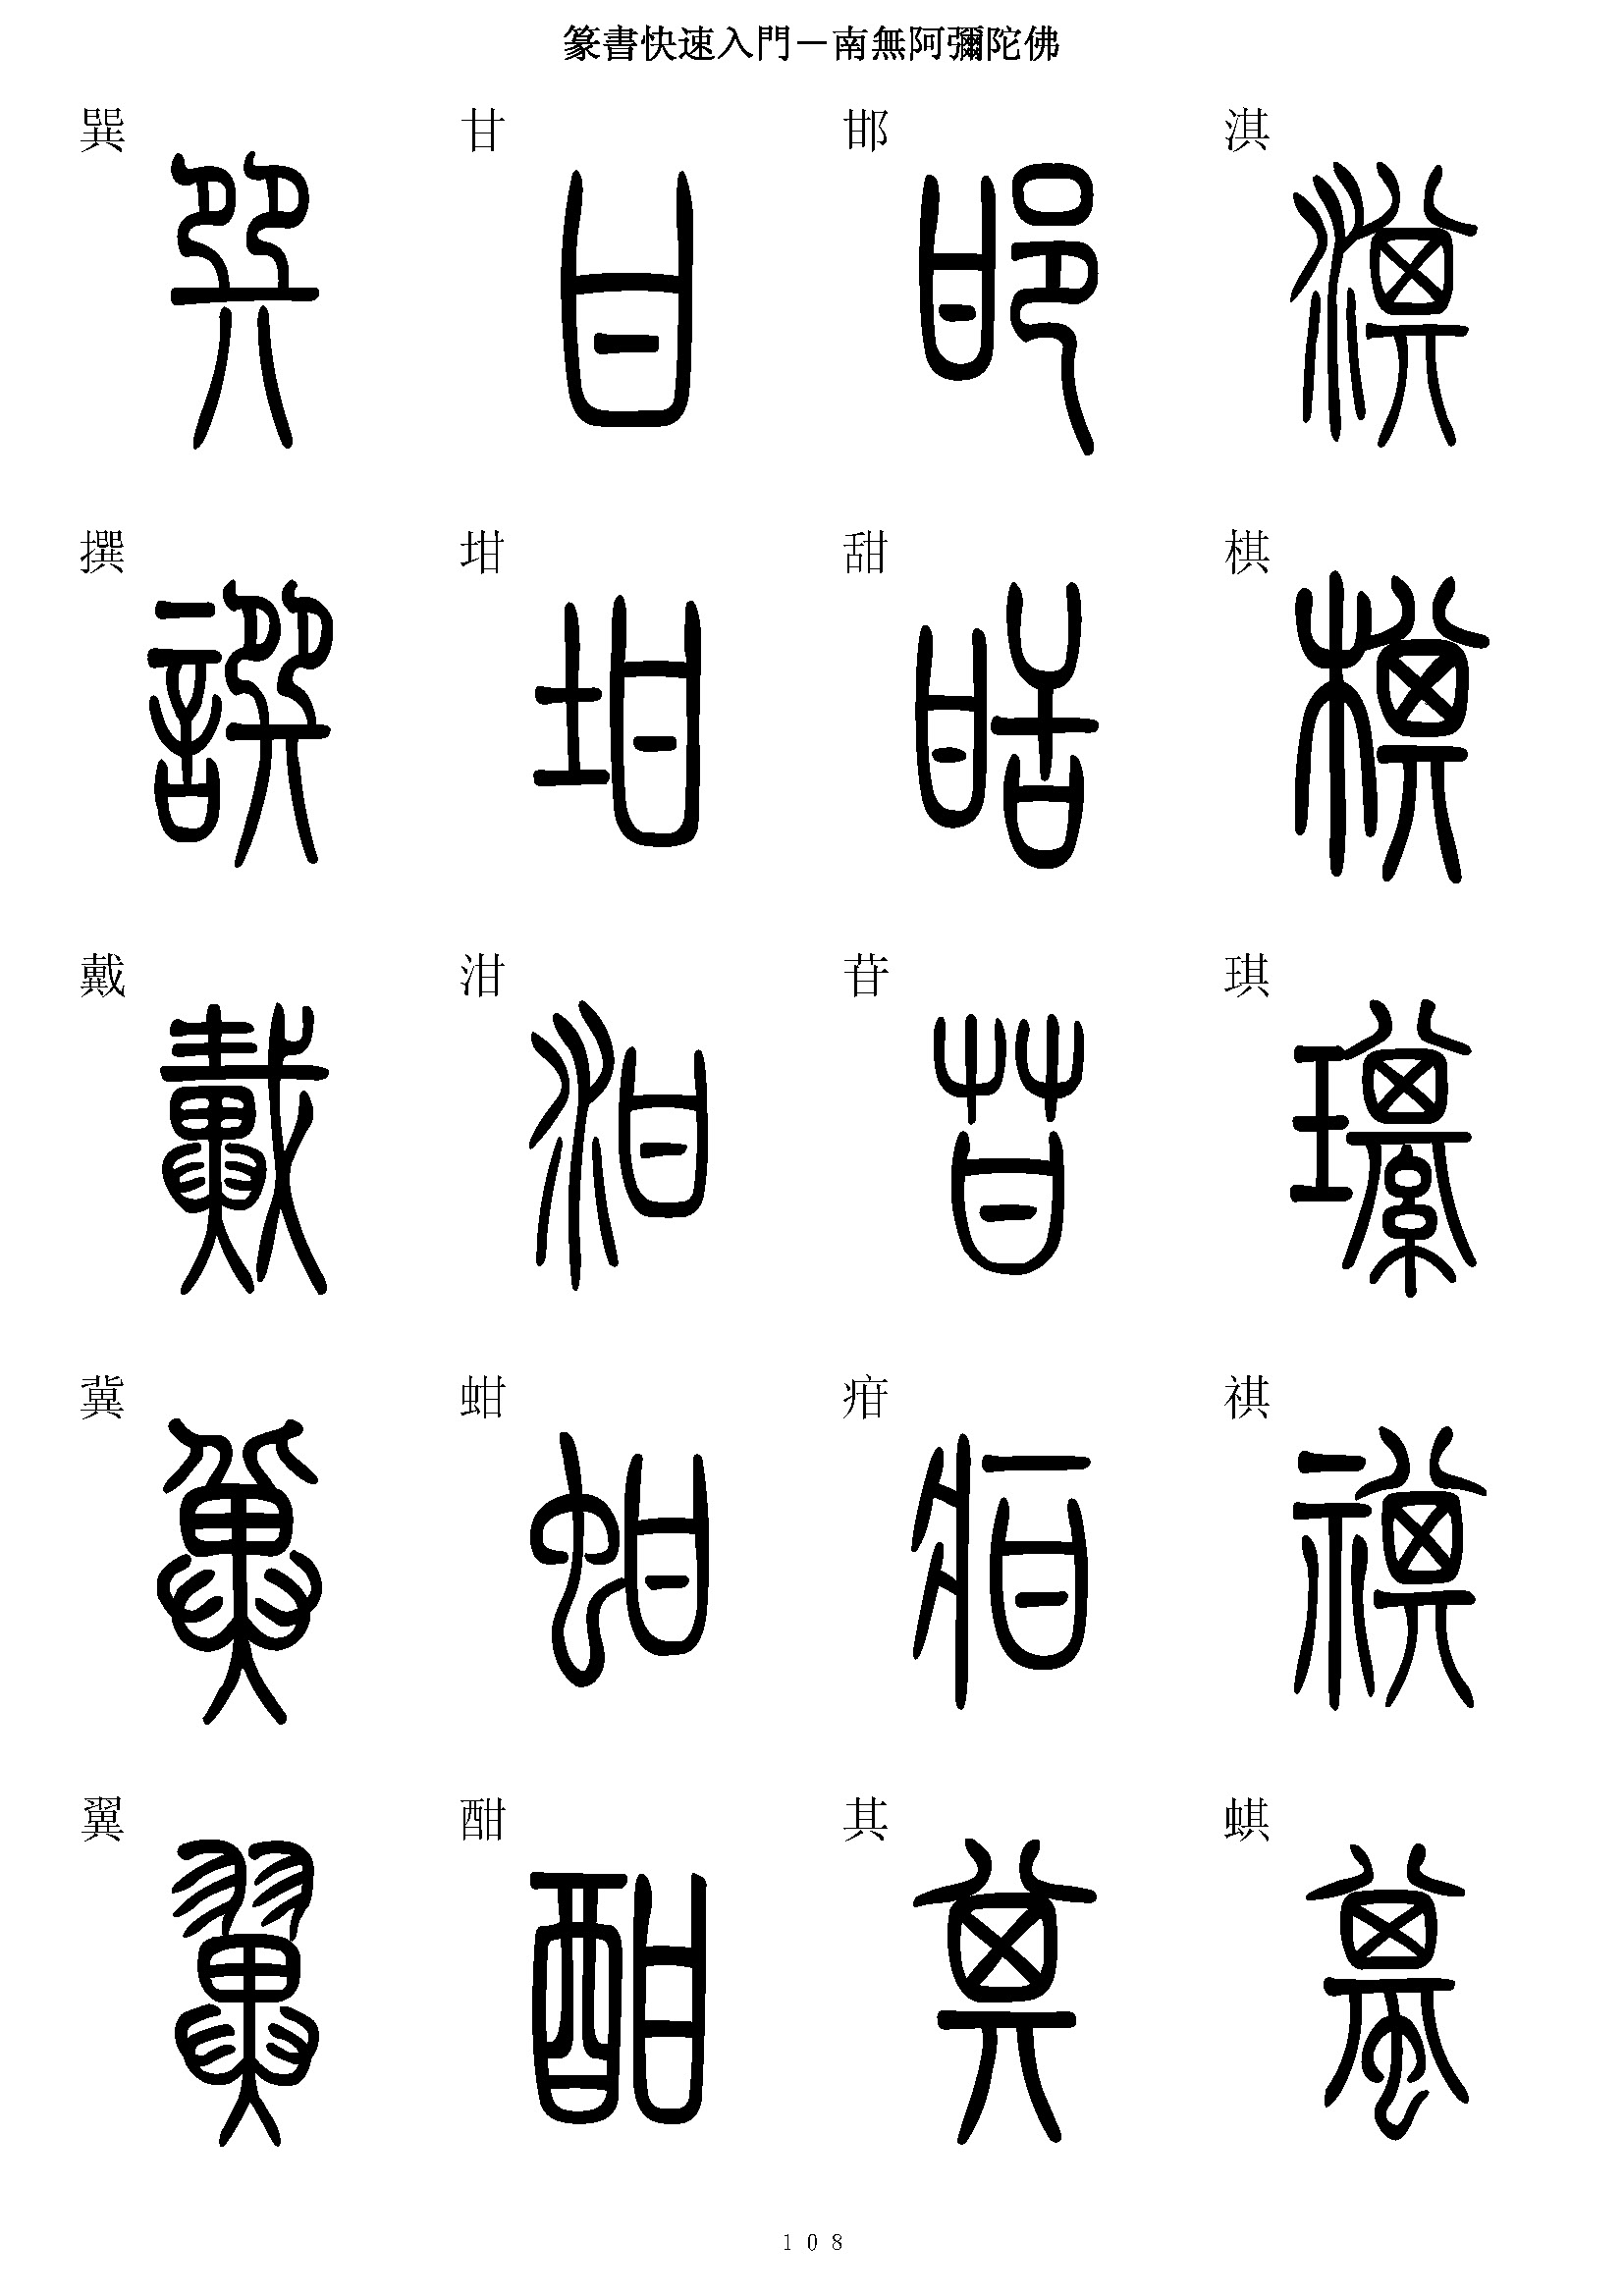 篆書快速入門－南無阿彌陀佛
巽 甘 邯 淇
撰 坩 甜 棋
戴 泔 苷 琪
冀 蚶 疳 祺
翼 酣 其 蜞
108